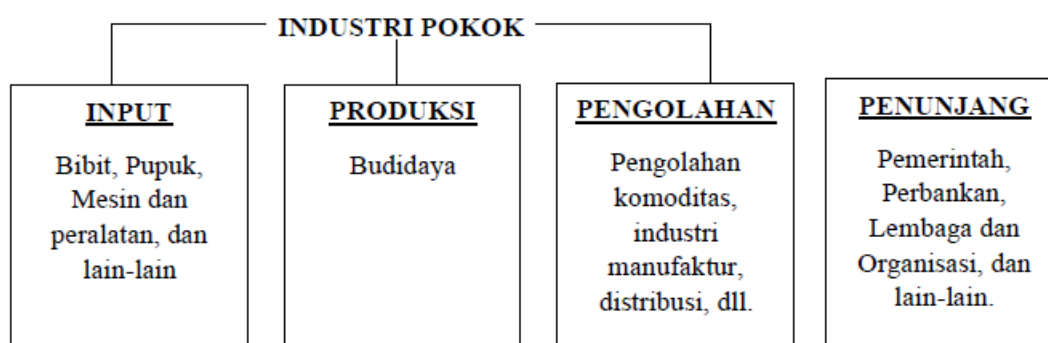 INDUSTRI POKOK
INPUT
Bibit, Pupuk,
Mesin dan
peralatan, dan
lain-lain
PRODUKSI
Budidaya
PENGOLAHAN
Pengolahan
komoditas,
industri
manufaktur,
distribusi, dll.
PENUNJANG
Pemerintah,
Perbankan,
Lembaga dan
Organisasi, dan
lain-lain.